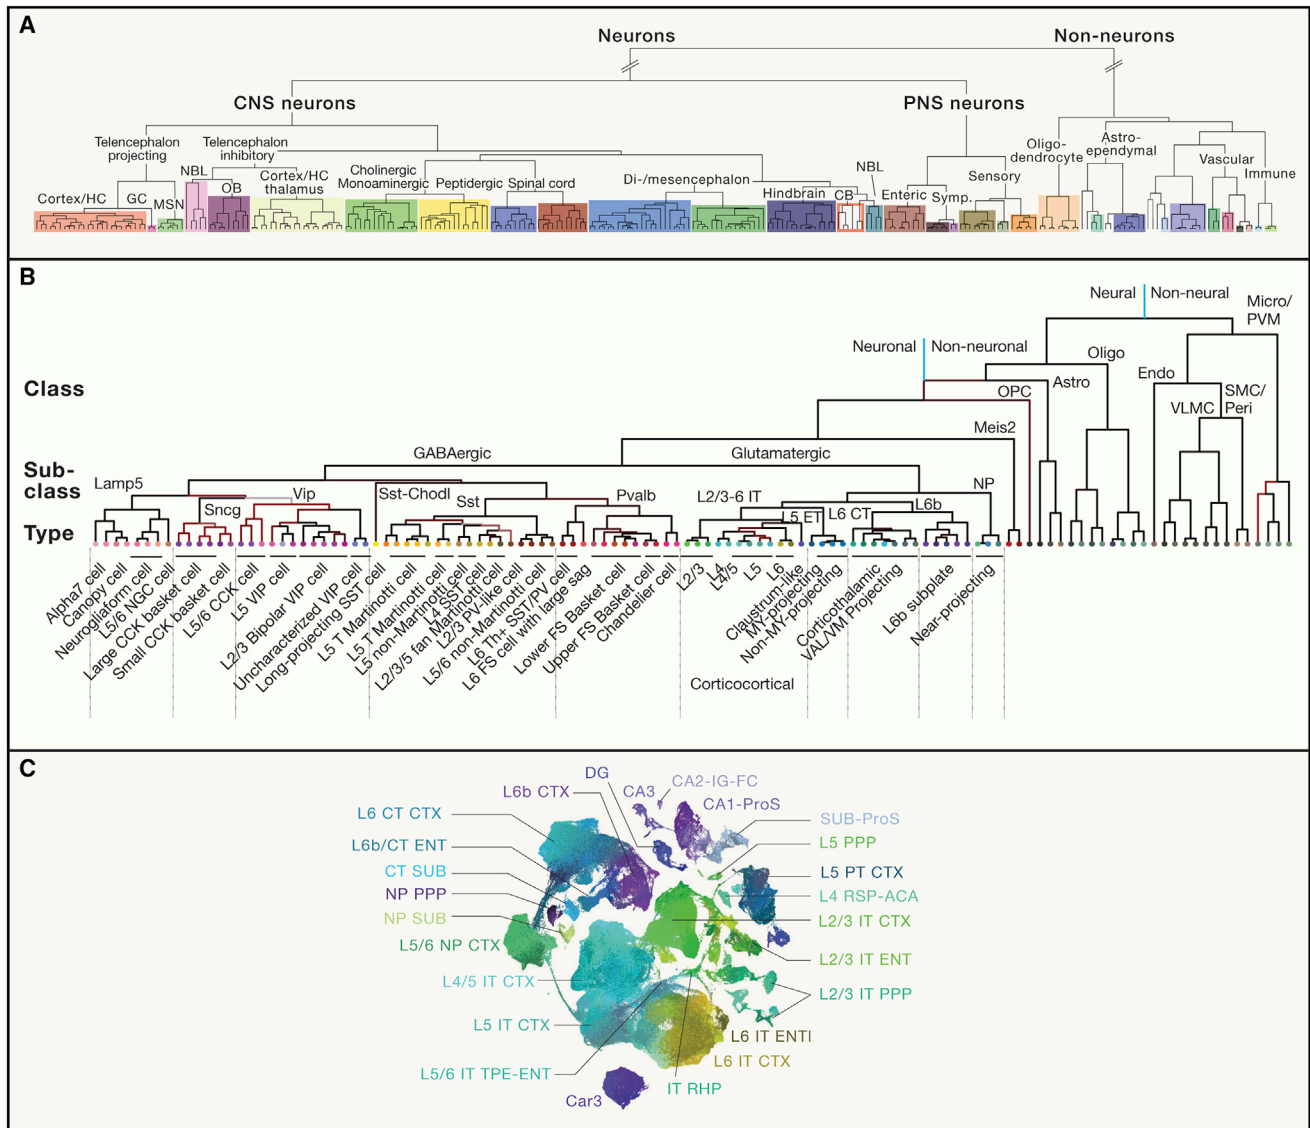 A
Neurons
Non-neurons
CNS neurons
PNS neurons
Telencephalon
projecting
Telencephalon
inhibitory
Oligo-
dendrocyte
Astro-
ependymal
Vascular
Immune
NBL
OB
Cortex/HC
thalamus
Cholinergic
Monoaminergic
Peptidergic
Spinal cord
Di-/mesencephalon
NBL
Sensory
Cortex/HC
GC
MSN
Hindbrain
CB
Enteric
Symp.
B
Neural
Non-neural
Micro/
PVM
Neuronal
Non-neuronal
Oligo
Endo
Class
OPC
Astro
SMC/
Peri
VLMC
Meis2
GABAergic
Glutamatergic
Sub-
class
Lamp5
Vip
Sst-Chodl
Sst
Pvalb
L2/3-6 IT
NP
Sncg
L5 ET
L6 CT
L6b
Type
Alpha7 cell
Canopy cell
Neurogliaform cell
L5/6 NGC cell
Large CCK basket cell
Small CCK basket cell
L5/6 CCK cell
L5 VIP cell
L2/3 Bipolar VIP cell
Uncharacterized VIP cell
Long-projecting SST cell
L5 T Martinotti cell
L5 T Martinotti cell
L5 non-Martinotti cell
L4 SST cell
L2/3/5 fan Martinotti cell
L2/3 PV-like cell
L5/6 non-Martinotti cell
L6 Th+ SST/PV cell
L6 FS cell with large sag
Lower FS Basket cell
Upper FS Basket cell
Chandelier cell
L2/3
L4
L4/5
L5
L6
Claustrum-like
MY-projecting
Non-MY-projecting
Corticothalamic
VAL/VM Projecting
L6b subplate
Near-projecting
Corticocortical
C
DG
CA2-IG-FC
L6b CTX
CA3
CA1-ProS
L6 CT CTX
SUB-ProS
L6b/CT ENT
L5 PPP
CT SUB
L5 PT CTX
NP PPP
L4 RSP-ACA
NP SUB
L2/3 IT CTX
L5/6 NP CTX
L2/3 IT ENT
L4/5 IT CTX
L2/3 IT PPP
L5 IT CTX
L6 IT ENTl
L6 IT CTX
L5/6 IT TPE-ENT
IT RHP
Car3